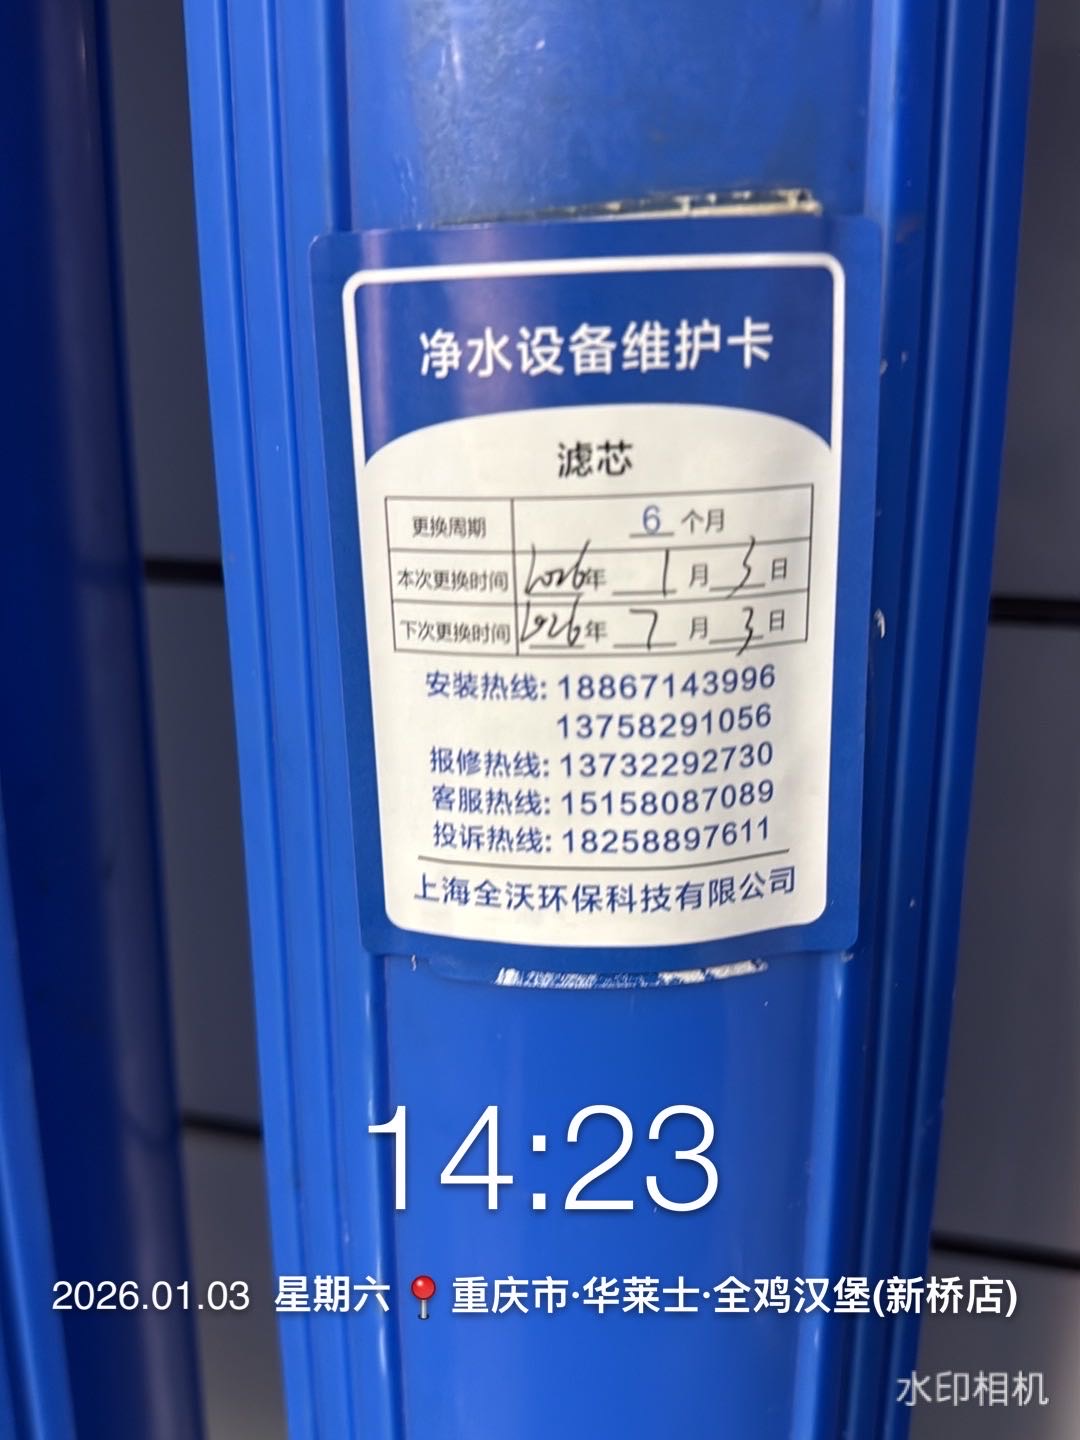 净水设备维护卡
滤芯
更换周期 6 个月
本次更换时间 2026年 1 月 3 日
下次更换时间 2026年 7 月 3 日
安装热线: 18867143996
13758291056
报修热线: 13732292730
客服热线: 15158087089
投诉热线: 18258897611
上海全沃环保科技有限公司
14:23
2026.01.03 星期六 📍重庆市·华莱士·全鸡汉堡(新桥店)
水印相机